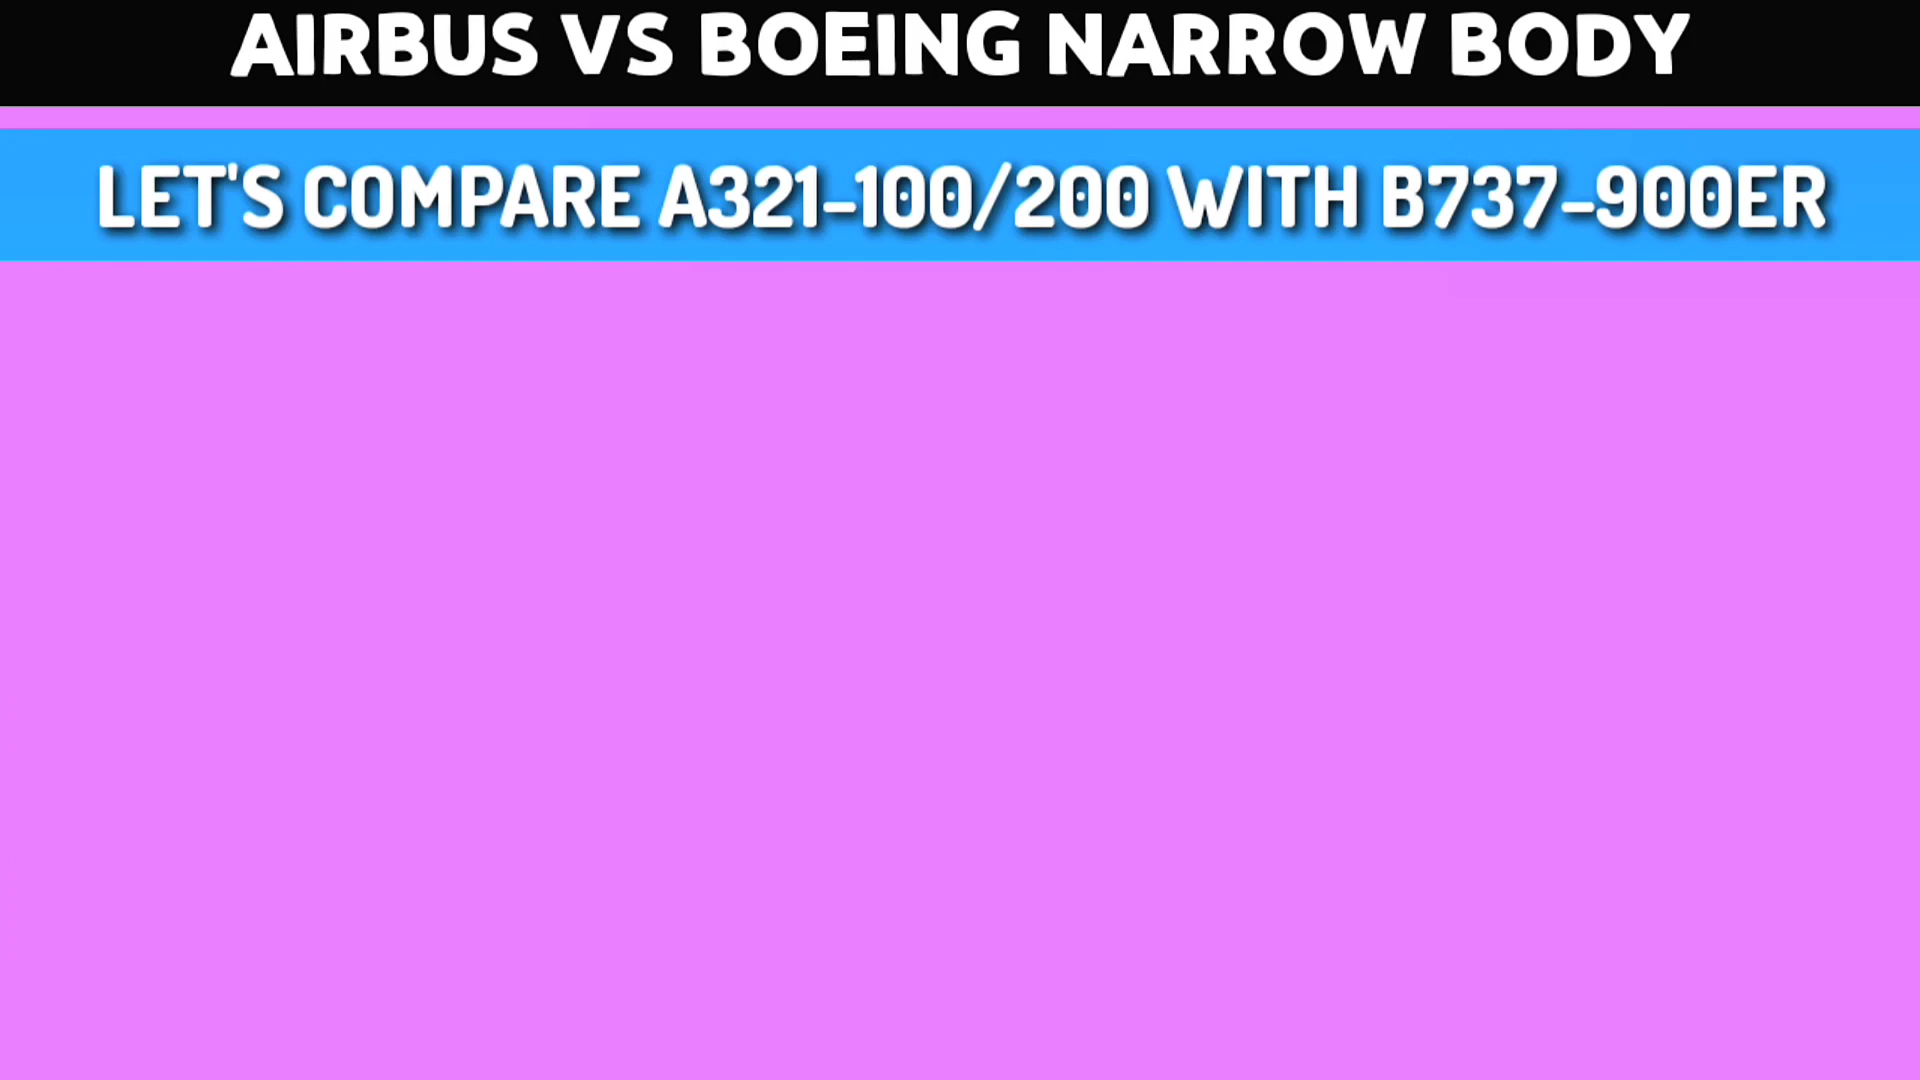 AIRBUS VS BOEING NARROW BODY
LET'S COMPARE A321-100/200 WITH B737-900ER